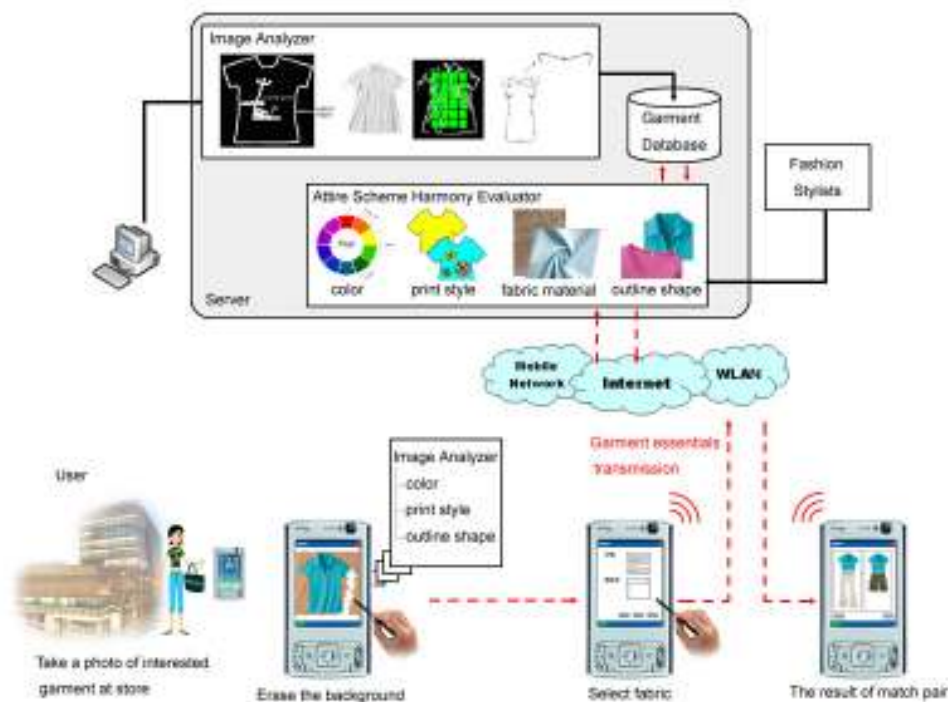 Image Analyzer
Garment
Database
Fashion
Stylists
Attire Scheme Harmony Evaluator
color
print style
fabric material
outline shape
Server
Mobile
Network
Internet
WLAN
Garment essentials
transmission
User
Image Analyzer
color
print style
outline shape
Take a photo of interested
garment at store
Erase the background
Select fabric
The result of match pair